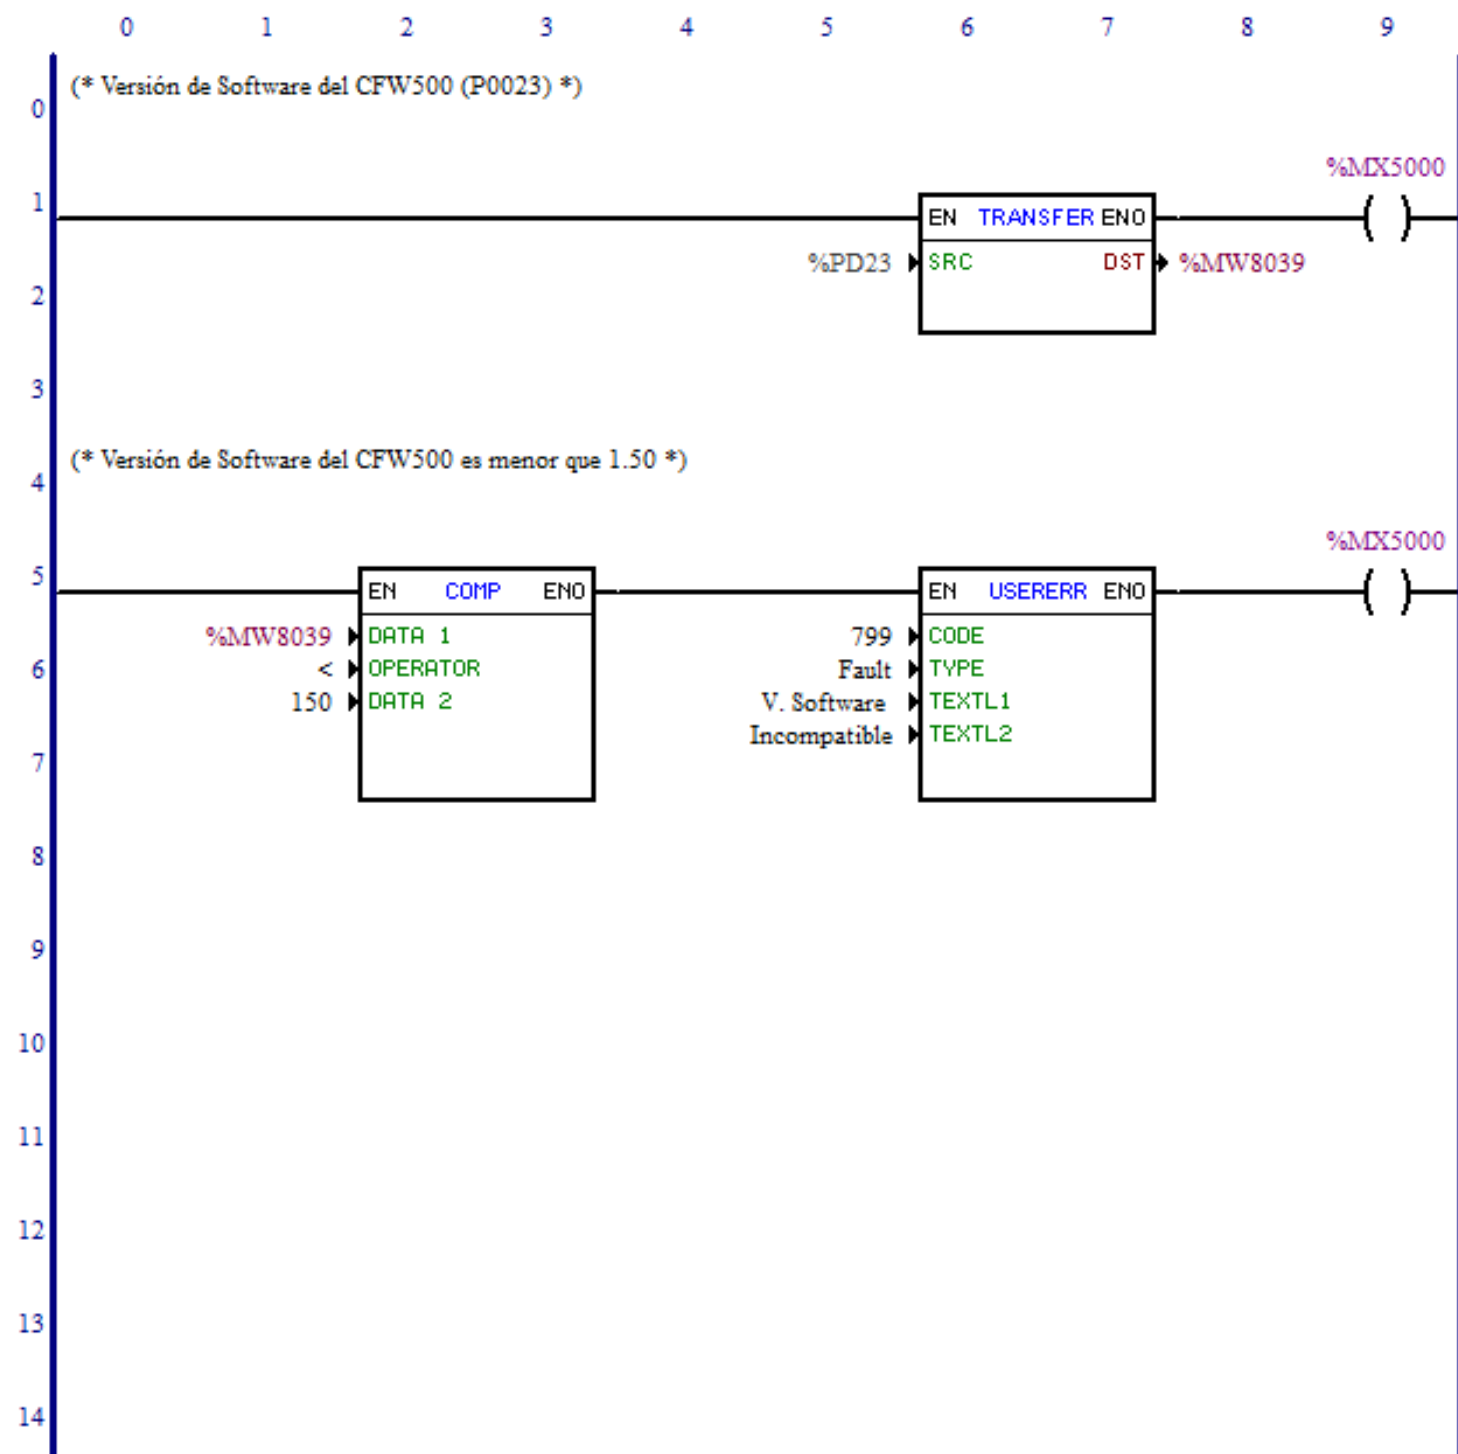 0 1 2 3 4 5 6 7 8 9
0 (* Versión de Software del CFW500 (P0023) *)
%MX5000
1 EN TRANSFER ENO ( )
%PD23 SRC DST %MW8039
2
3
(* Versión de Software del CFW500 es menor que 1.50 *)
4
%MX5000
5 EN COMP ENO EN USERERR ENO ( )
%MW8039 DATA 1 799 CODE
6 < OPERATOR Fault TYPE
150 DATA 2 V. Software TEXTL1
Incompatible TEXTL2
7
8
9
10
11
12
13
14